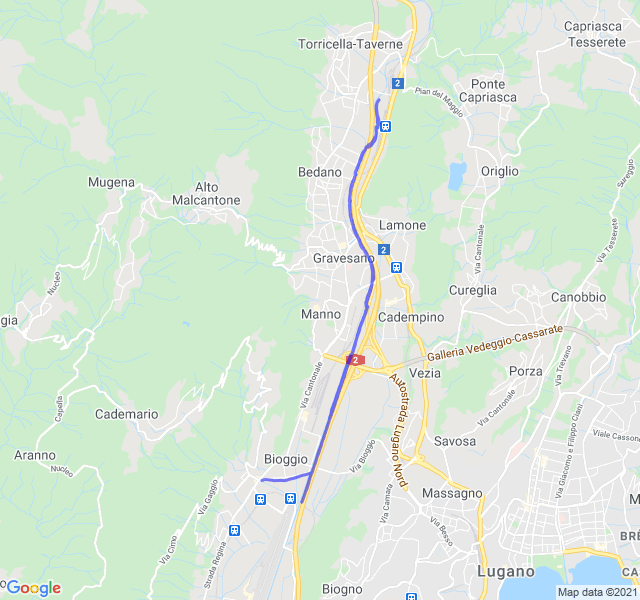 Capriasca
Tesserete
Torricella-Taverne
2
Ponte
Capriasca
Pian del Maggio
Sureggio
Bedano
Origlio
Mugena
Alto
Malcantone
Lamone
Via Cantonale
Via Tesserete
2
Gravesano
Nucleo
Cureglia
Canobbio
gia
Manno
Cadempino
Galleria Vedeggio-Cassarate
2
Via Trevano
Vezia
Porza
Via Cantonale
Autostrada Lugano Nord
Via Cantonale
Capella
Cademario
Via Giacomo e Filippo Ciani
Viale Cassone
Savosa
Aranno
Nucleo
Bioggio
Via Bioggio
Via Gaggio
Via Camara
Massagno
Via Cimo
Strada Regina
Via Besso
BRÈ
Lugano
CA
Biogno
Google
Map data ©2021